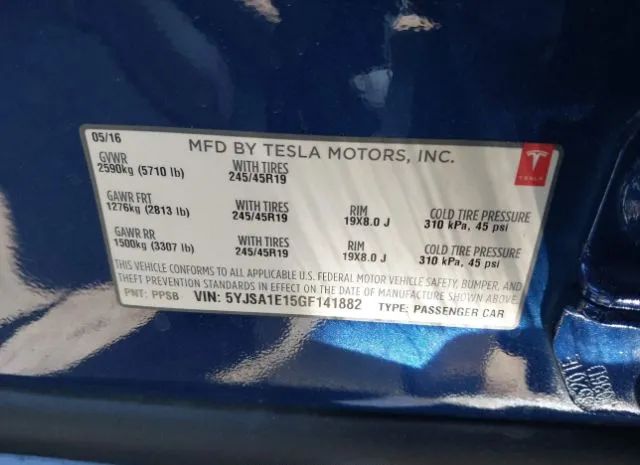 05/16
MFD BY TESLA MOTORS, INC.
TESLA
GVWR
2590kg (5710 lb)
WITH TIRES
245/45R19
GAWR FRT
1276kg (2813 lb)
WITH TIRES
245/45R19
RIM
19X8.0 J
COLD TIRE PRESSURE
310 kPa, 45 psi
GAWR RR
1500kg (3307 lb)
WITH TIRES
245/45R19
RIM
19X8.0 J
COLD TIRE PRESSURE
310 kPa, 45 psi
THIS VEHICLE CONFORMS TO ALL APPLICABLE U.S. FEDERAL MOTOR VEHICLE SAFETY, BUMPER, AND
THEFT PREVENTION STANDARDS IN EFFECT ON THE DATE OF MANUFACTURE SHOWN ABOVE.
PNT: PPSB VIN: 5YJSA1E15GF141882 TYPE: PASSENGER CAR